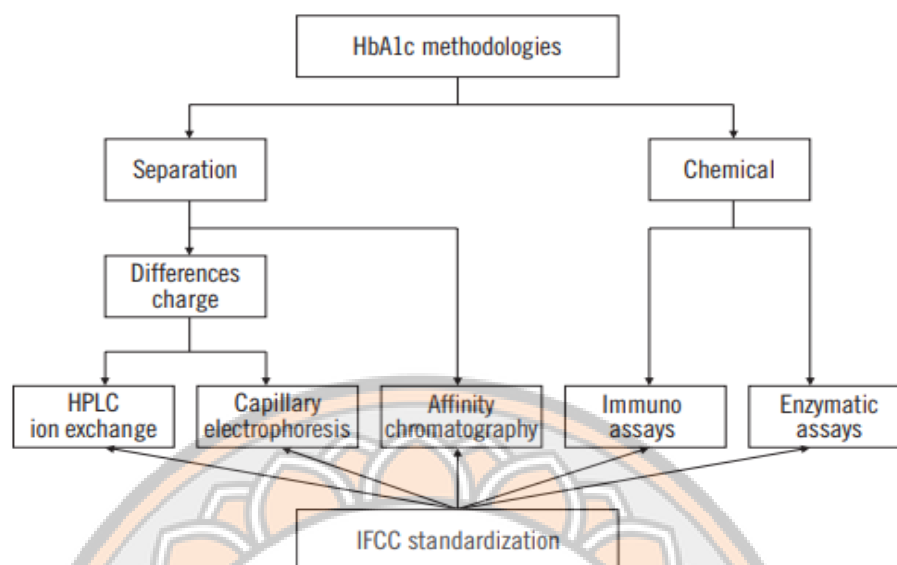 HbA1c methodologies
Separation
Chemical
Differences
charge
HPLC
ion exchange
Capillary
electrophoresis
Affinity
chromatography
Immuno
assays
Enzymatic
assays
IFCC standardization